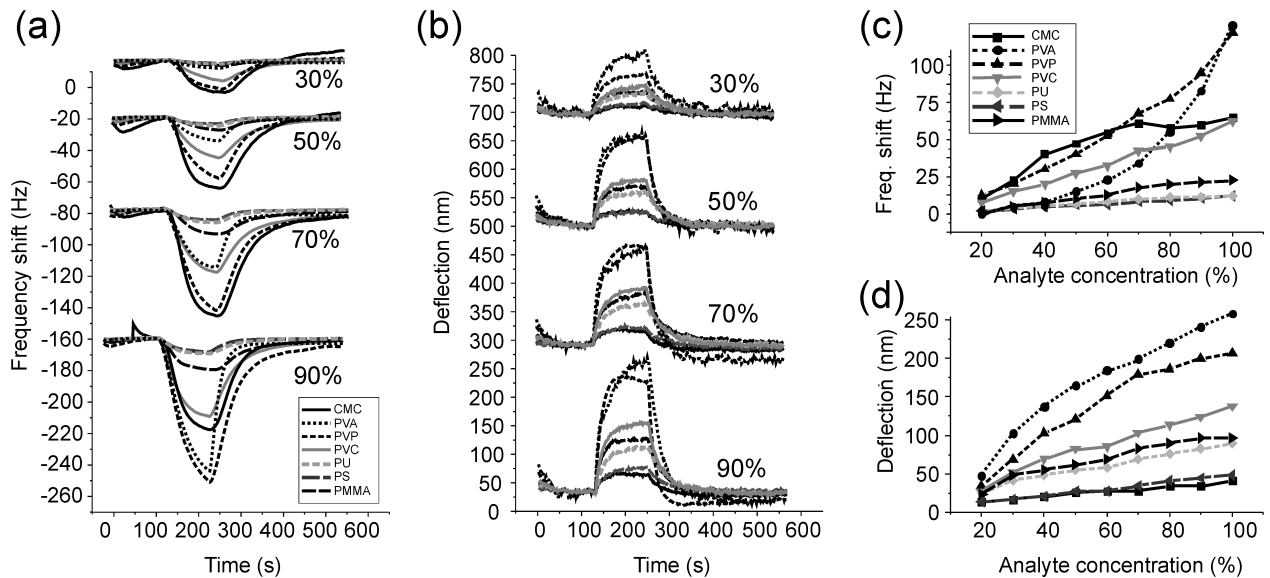 (a)
Frequency shift (Hz)
0
-20
-40
-60
-80
-100
-120
-140
-160
-180
-200
-220
-240
-260
30%
50%
70%
90%
CMC
PVA
PVP
PVC
PU
PS
PMMA
0 100 200 300 400 500 600
Time (s)
(b)
Deflection (nm)
800
700
600
500
400
300
250
200
150
100
50
0
30%
50%
70%
90%
0 100 200 300 400 500 600
Time (s)
(c)
Freq. shift (Hz)
100
75
50
25
0
CMC
PVA
PVP
PVC
PU
PS
PMMA
20 40 60 80 100
Analyte concentration (%)
(d)
Deflection (nm)
250
200
150
100
50
0
20 40 60 80 100
Analyte concentration (%)